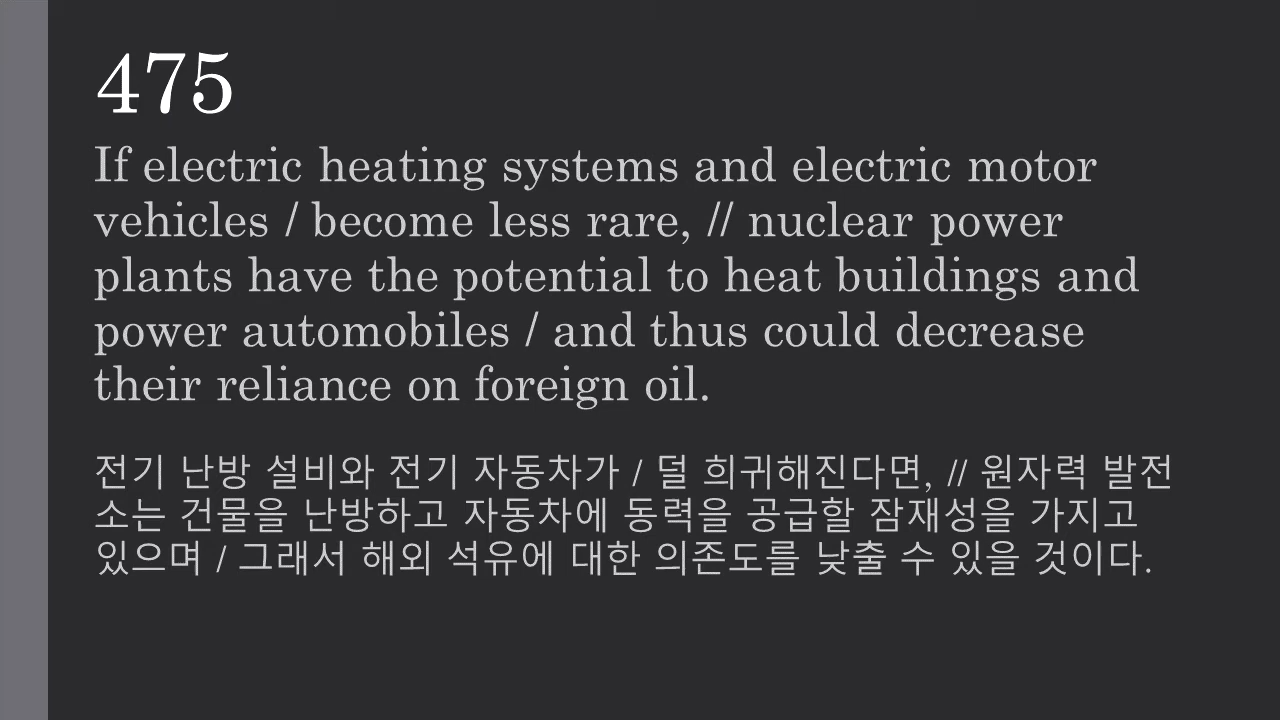 475
If electric heating systems and electric motor
vehicles / become less rare, // nuclear power
plants have the potential to heat buildings and
power automobiles / and thus could decrease
their reliance on foreign oil.
전기 난방 설비와 전기 자동차가 / 덜 희귀해진다면, // 원자력 발전
소는 건물을 난방하고 자동차에 동력을 공급할 잠재성을 가지고
있으며 / 그래서 해외 석유에 대한 의존도를 낮출 수 있을 것이다.